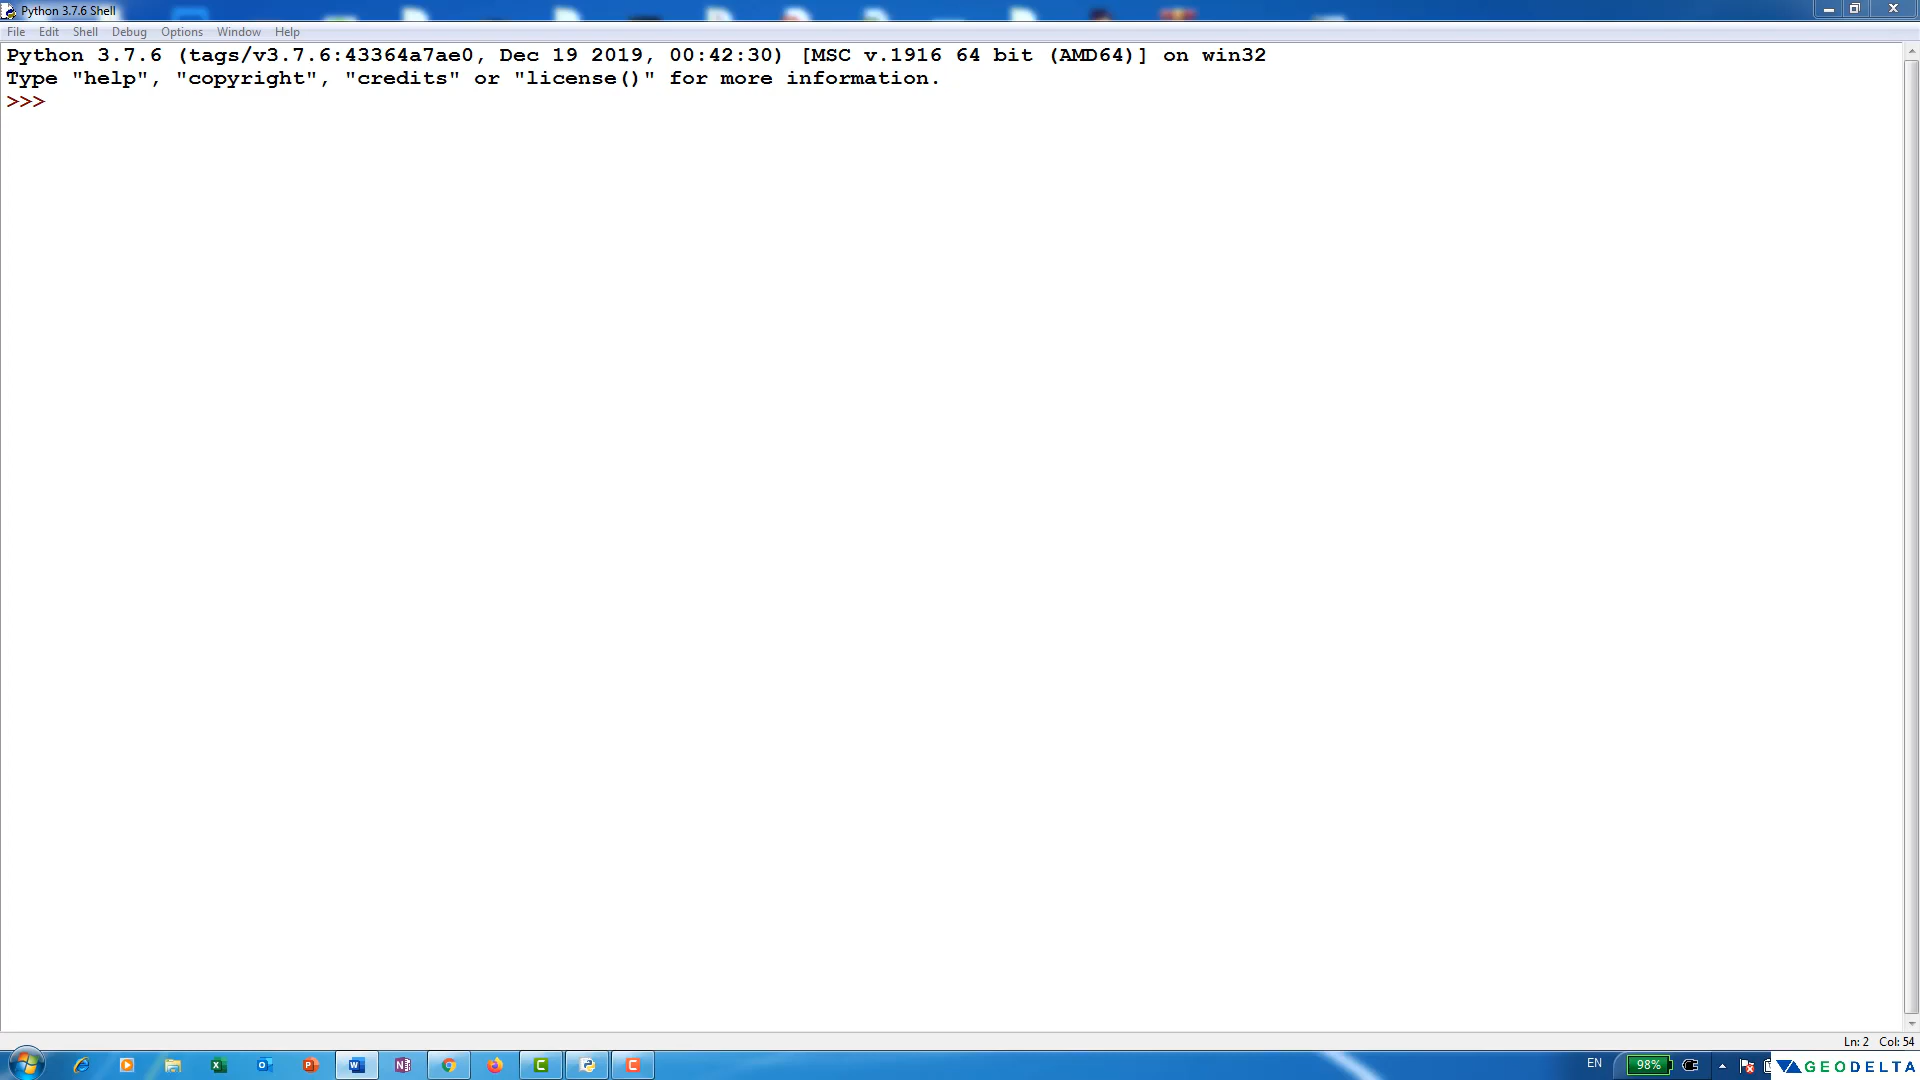 Python 3.7.6 Shell
File Edit Shell Debug Options Window Help
Python 3.7.6 (tags/v3.7.6:43364a7ae0, Dec 19 2019, 00:42:30) [MSC v.1916 64 bit (AMD64)] on win32
Type "help", "copyright", "credits" or "license()" for more information.
>>>
Ln: 2 Col: 54
EN 98% GEODELTA